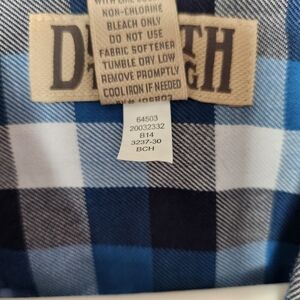 NON-CHLORINE
BLEACH ONLY
DO NOT USE
FABRIC SOFTENER
TUMBLE DRY LOW
REMOVE PROMPTLY
COOL IRON IF NEEDED
D TH
64503
20032332
B14
3237-30
BCH